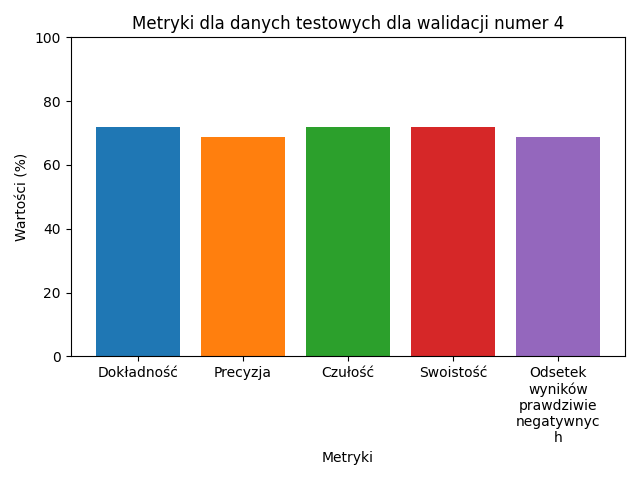 Metryki dla danych testowych dla walidacji numer 4
100
80
60
40
20
0
Wartości (%)
Dokładność
Precyzja
Czułość
Swoistość
Odsetek
wyników
prawdziwie
negatywnyc
h
Metryki